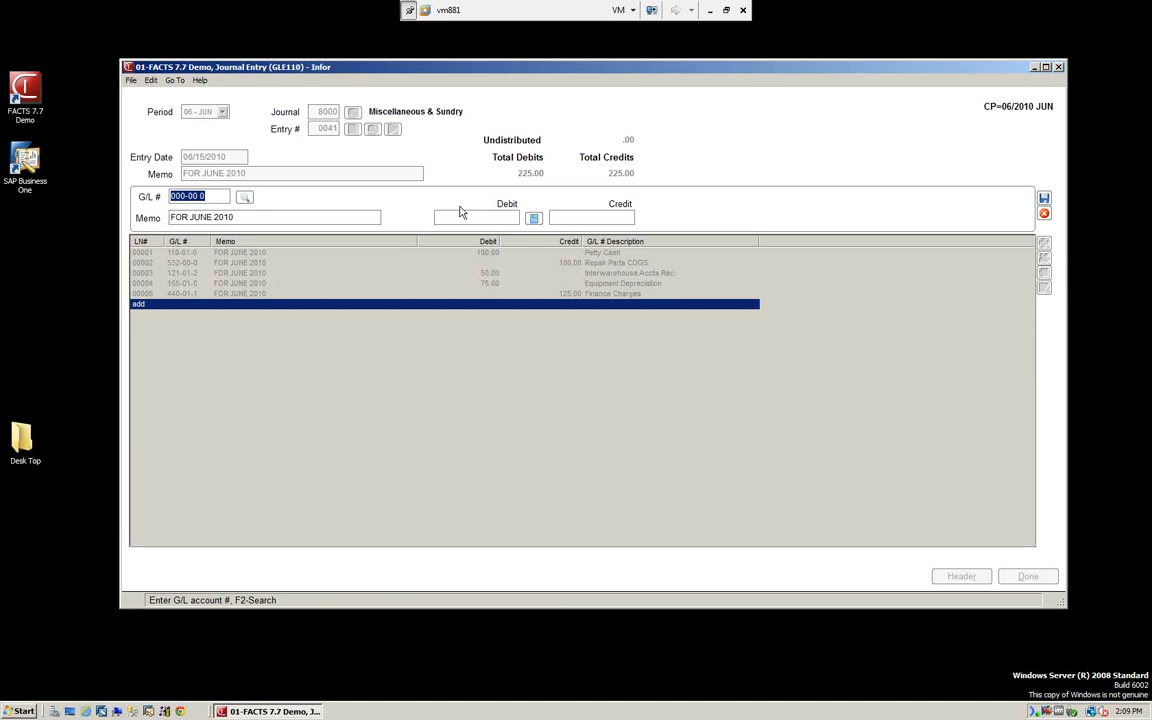 vm881
VM
01-FACTS 7.7 Demo, Journal Entry (GLE110) - Infor
File Edit Go To Help
FACTS 7.7
Demo
SAP Business
One
Desk Top
Period 06 - JUN Journal 8000 Miscellaneous & Sundry
CP=06/2010 JUN
Entry # 0041
Undistributed .00
Entry Date 06/15/2010 Total Debits Total Credits
Memo FOR JUNE 2010 225.00 225.00
G/L # 000-00 0
Debit Credit
Memo FOR JUNE 2010
LN# G/L # Memo Debit Credit G/L # Description
00001 110-01-0 FOR JUNE 2010 100.00 Petty Cash
00002 532-00-0 FOR JUNE 2010 100.00 Repair Parts COGS
00003 121-01-2 FOR JUNE 2010 50.00 Interwarehouse Accts Rec.
00004 155-01-0 FOR JUNE 2010 75.00 Equipment Depreciation
00005 440-01-1 FOR JUNE 2010 125.00 Finance Charges
add
Header Done
Enter G/L account #, F2-Search
Windows Server (R) 2008 Standard
Build 6002
This copy of Windows is not genuine
Start
01-FACTS 7.7 Demo, J...
2:09 PM